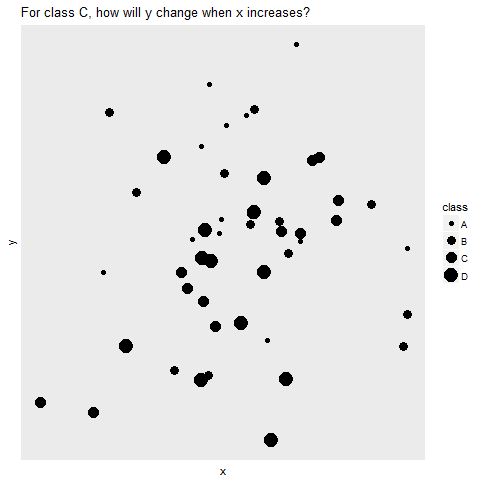 For class C, how will y change when x increases?
y
class
A
B
C
D
x